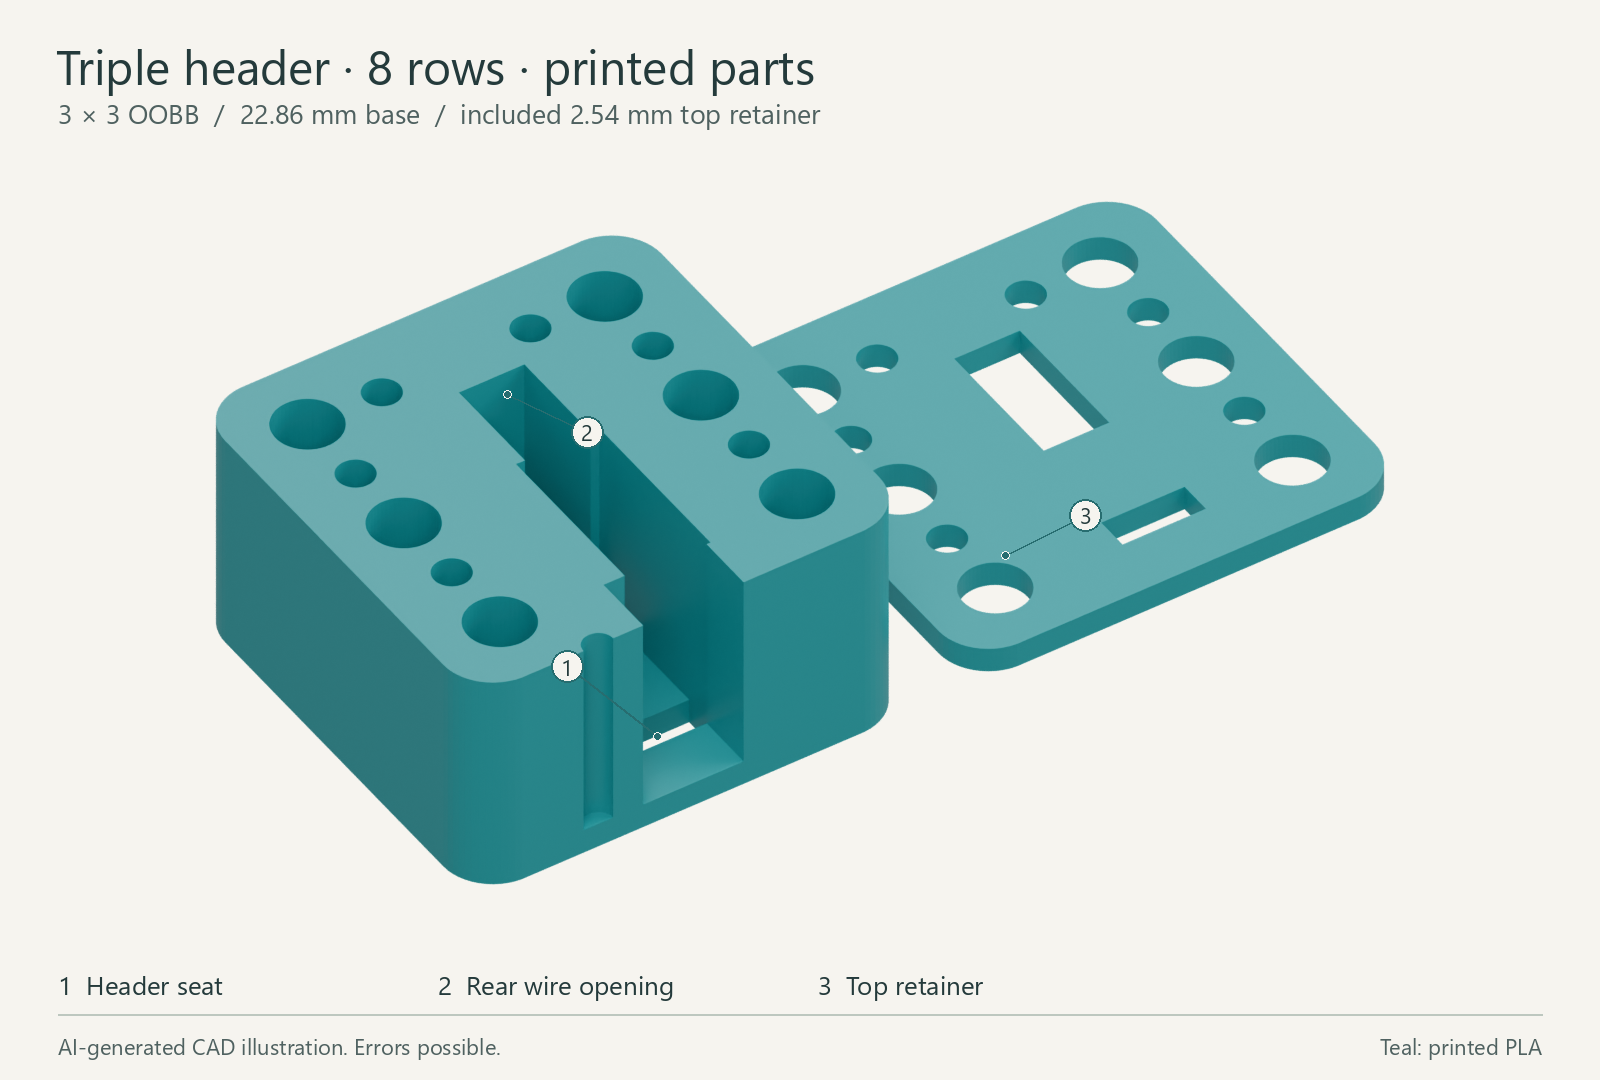 Triple header · 8 rows · printed parts
3 × 3 OOBB / 22.86 mm base / included 2.54 mm top retainer
2
3
1
1 Header seat
2 Rear wire opening
3 Top retainer
AI-generated CAD illustration. Errors possible.
Teal: printed PLA